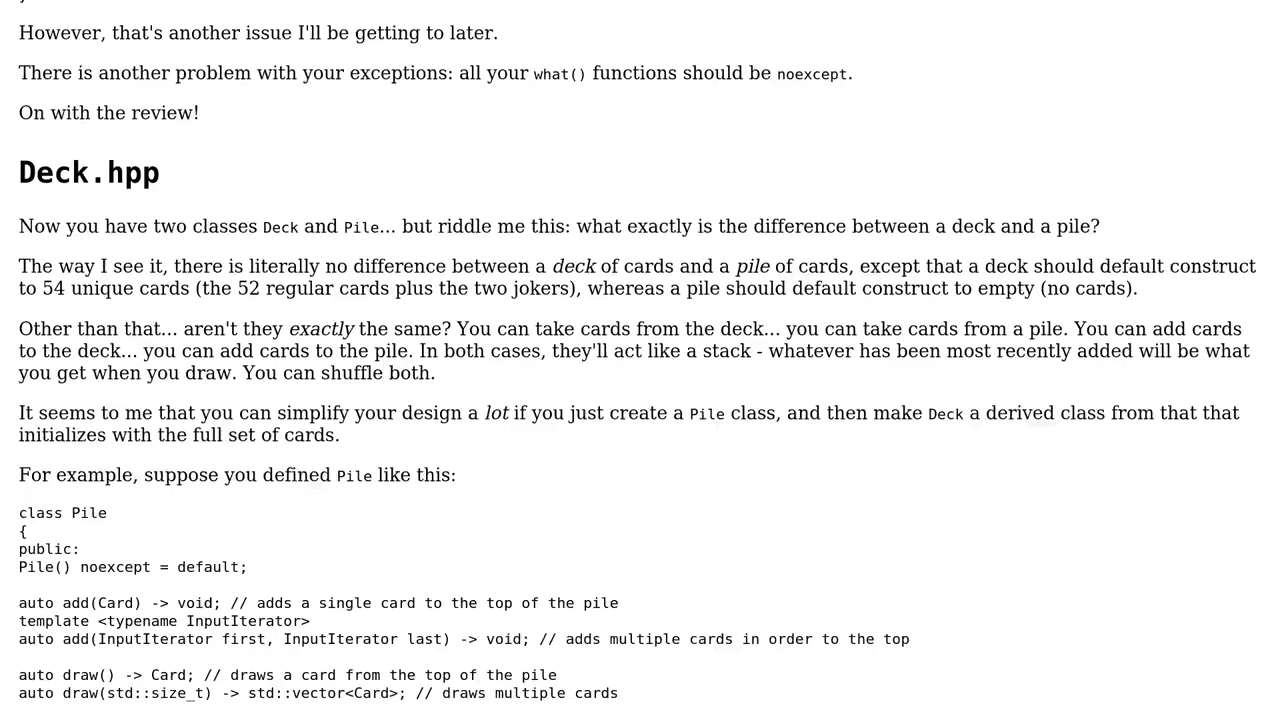 However, that's another issue I'll be getting to later.
There is another problem with your exceptions: all your what() functions should be noexcept.
On with the review!
Deck.hpp
Now you have two classes Deck and Pile... but riddle me this: what exactly is the difference between a deck and a pile?
The way I see it, there is literally no difference between a deck of cards and a pile of cards, except that a deck should default construct
to 54 unique cards (the 52 regular cards plus the two jokers), whereas a pile should default construct to empty (no cards).
Other than that... aren't they exactly the same? You can take cards from the deck... you can take cards from a pile. You can add cards
to the deck... you can add cards to the pile. In both cases, they'll act like a stack - whatever has been most recently added will be what
you get when you draw. You can shuffle both.
It seems to me that you can simplify your design a lot if you just create a Pile class, and then make Deck a derived class from that that
initializes with the full set of cards.
For example, suppose you defined Pile like this:
class Pile
{
public:
Pile() noexcept = default;
auto add(Card) -> void; // adds a single card to the top of the pile
template <typename InputIterator>
auto add(InputIterator first, InputIterator last) -> void; // adds multiple cards in order to the top
auto draw() -> Card; // draws a card from the top of the pile
auto draw(std::size_t) -> std::vector<Card>; // draws multiple cards